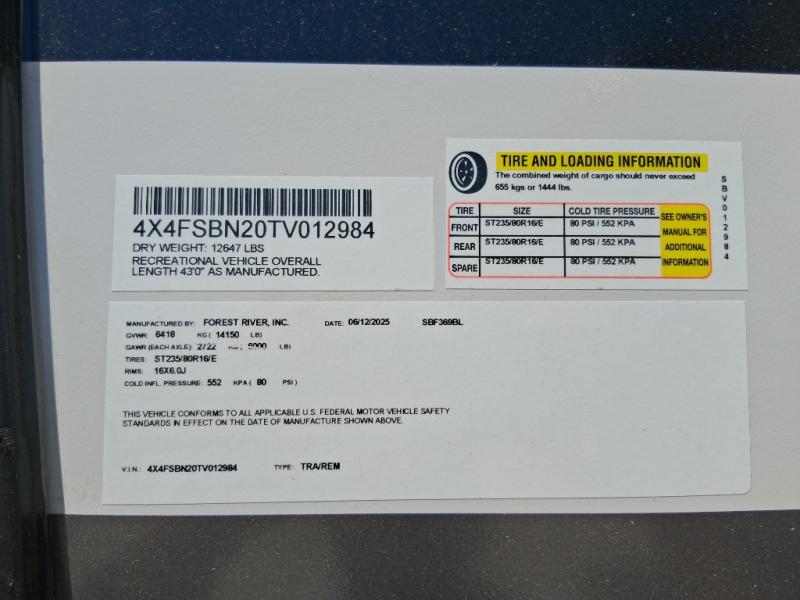 4X4FSBN20TV012984
DRY WEIGHT: 12647 LBS
RECREATIONAL VEHICLE OVERALL
LENGTH 43'0" AS MANUFACTURED.
TIRE AND LOADING INFORMATION
The combined weight of cargo should never exceed
655 kgs or 1444 lbs.
TIRE SIZE COLD TIRE PRESSURE
FRONT ST235/80R16/E 80 PSI / 552 KPA
REAR ST235/80R16/E 80 PSI / 552 KPA
SPARE ST235/80R16/E 80 PSI / 552 KPA
SEE OWNER'S
MANUAL FOR
ADDITIONAL
INFORMATION
SBV012984
MANUFACTURED BY: FOREST RIVER, INC. DATE: 06/12/2025 SBF369BL
GVWR: 6418 KG ( 14150 LB)
GAWR (EACH AXLE): 2722 KG ( LB)
TIRES: ST235/80R16/E
RIMS: 16X6.0J
COLD INFL. PRESSURE: 552 KPA ( 80 PSI )
THIS VEHICLE CONFORMS TO ALL APPLICABLE U.S. FEDERAL MOTOR VEHICLE SAFETY
STANDARDS IN EFFECT ON THE DATE OF MANUFACTURE SHOWN ABOVE.
V.I.N.: 4X4FSBN20TV012984 TYPE: TRA/REM